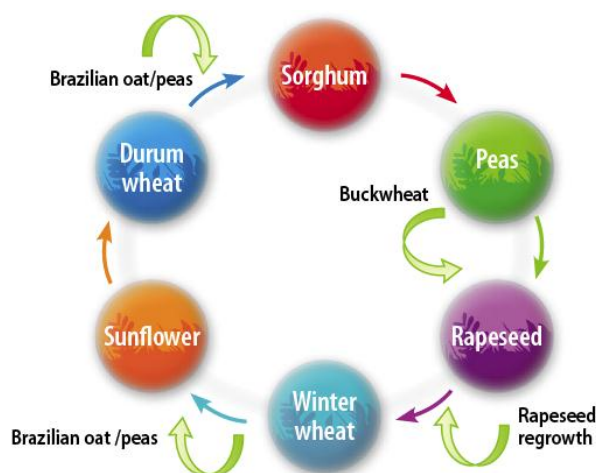 Brazilian oat/peas
Sorghum
Durum
wheat
Peas
Buckwheat
Sunflower
Rapeseed
Winter
wheat
Brazilian oat /peas
Rapeseed
regrowth